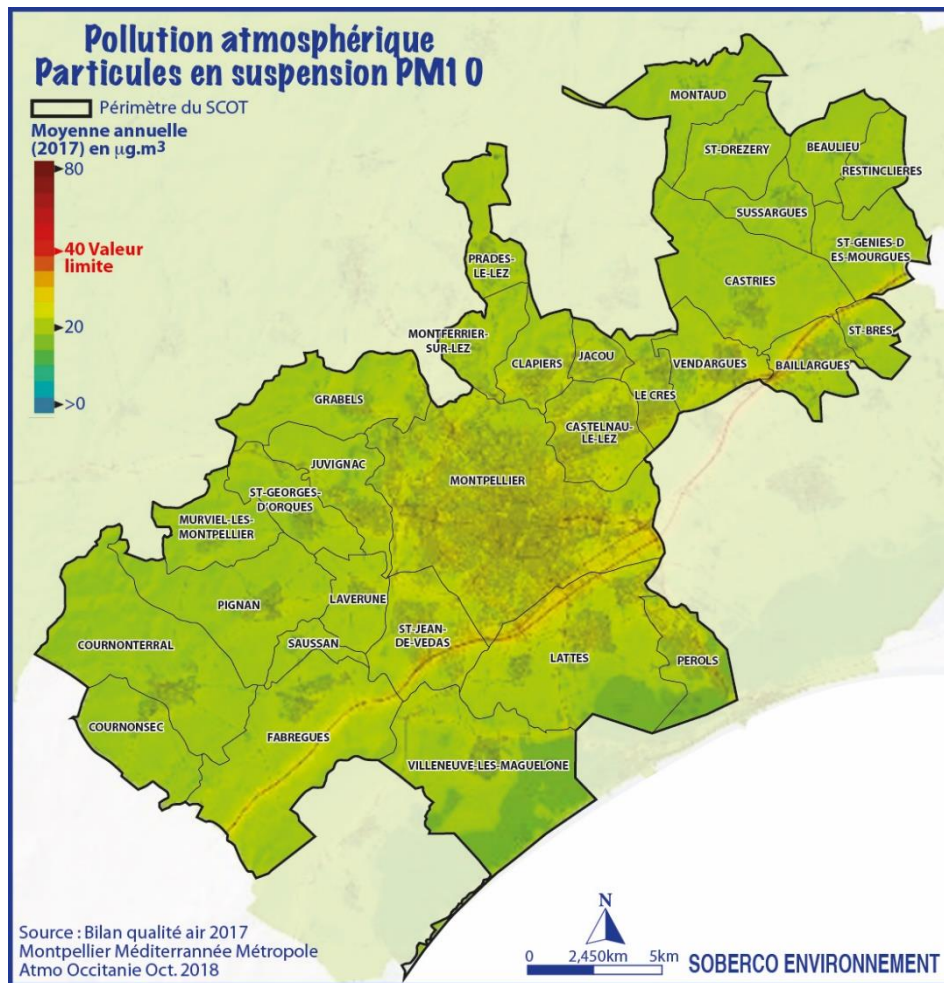 Pollution atmosphérique
Particules en suspension PM10
Périmètre du SCOT
Moyenne annuelle
(2017) en µg.m³
80
40 Valeur
limite
20
>0
MONTAUD
ST-DREZERY
BEAULIEU
RESTINCLIERES
SUSSARGUES
ST-GENIES-D
ES-MOURGUES
CASTRIES
PRADES-
LE-LEZ
MONTFERRIER-
SUR-LEZ
CLAPIERS
JACOU
VENDARGUES
ST-BRES
BAILLARGUES
LE CRES
GRABELS
CASTELNAU-
LE-LEZ
JUVIGNAC
MONTPELLIER
ST-GEORGES-
D'ORQUES
MURVIEL-LES-
MONTPELLIER
PIGNAN
LAVERUNE
ST-JEAN-
DE-VEDAS
COURNONTERRAL
SAUSSAN
LATTES
PEROLS
COURNONSEC
FABREGUES
VILLENEUVE-LES-MAGUELONE
Source : Bilan qualité air 2017
Montpellier Méditerrannée Métropole
Atmo Occitanie Oct. 2018
N
0 2,450km 5km
SOBERCO ENVIRONNEMENT